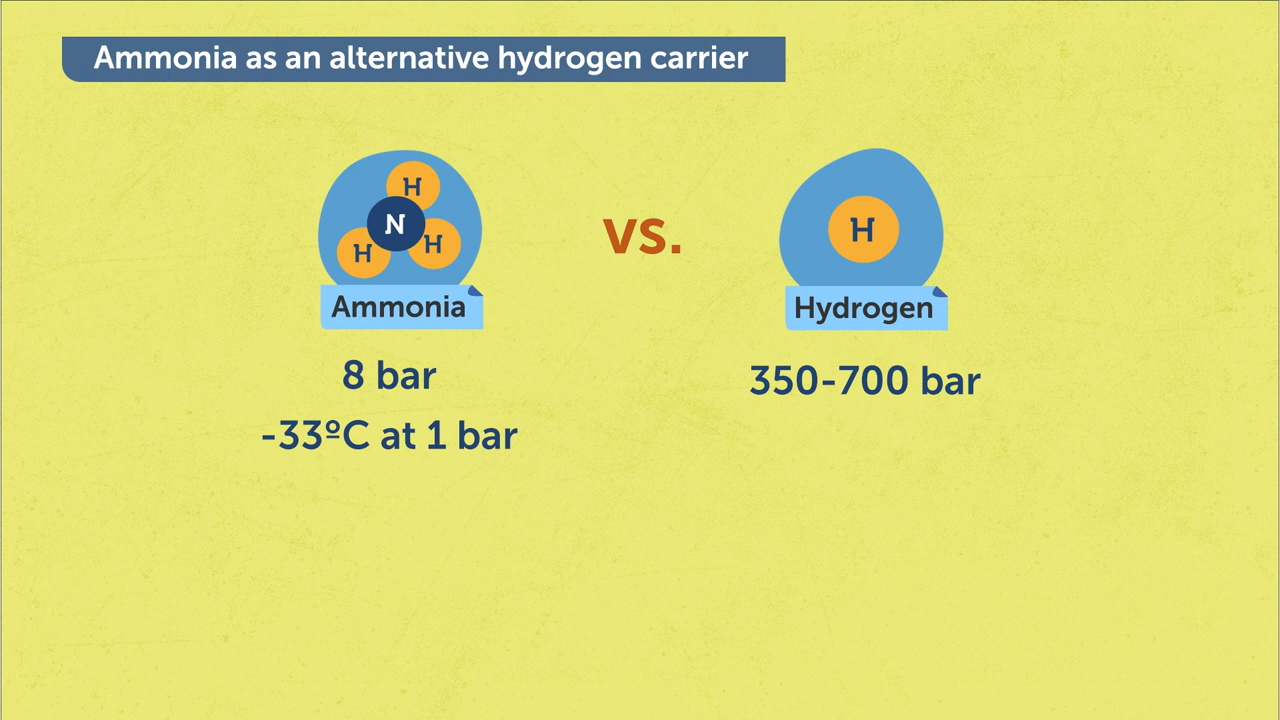 Ammonia as an alternative hydrogen carrier
H
N
H
H
vs.
H
Ammonia
Hydrogen
8 bar
350-700 bar
-33ºC at 1 bar